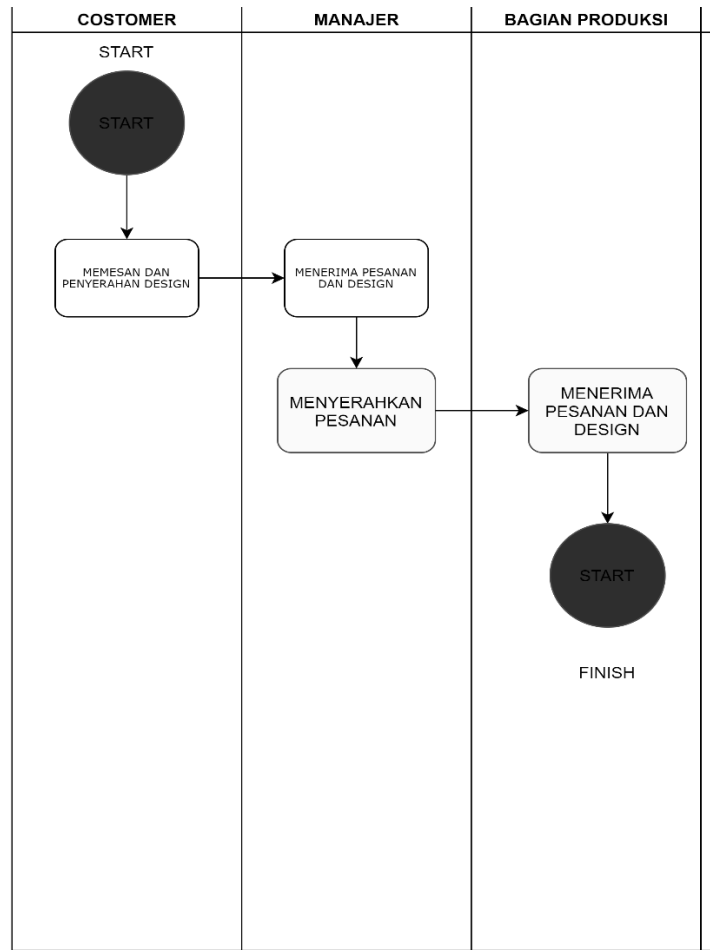 COSTOMER
MANAJER
BAGIAN PRODUKSI
START
START
MEMESAN DAN
PENYERAHAN DESIGN
MENERIMA PESANAN
DAN DESIGN
MENYERAHKAN
PESANAN
MENERIMA
PESANAN DAN
DESIGN
START
FINISH